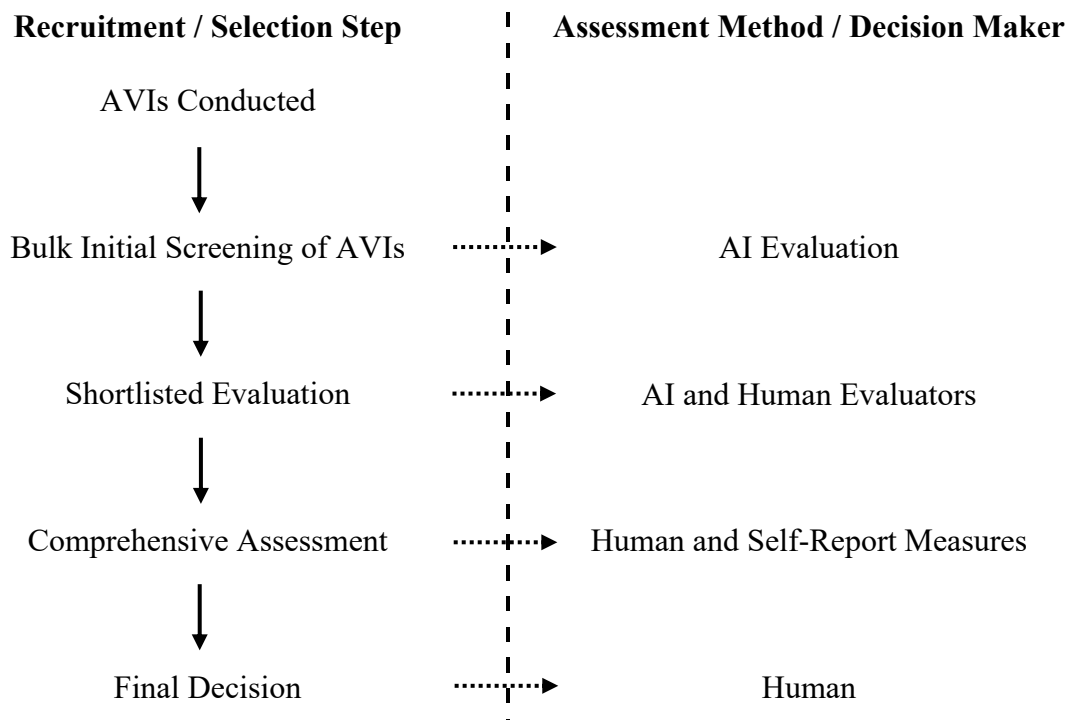 Recruitment / Selection Step
Assessment Method / Decision Maker
AVIs Conducted
Bulk Initial Screening of AVIs
AI Evaluation
Shortlisted Evaluation
AI and Human Evaluators
Comprehensive Assessment
Human and Self-Report Measures
Final Decision
Human